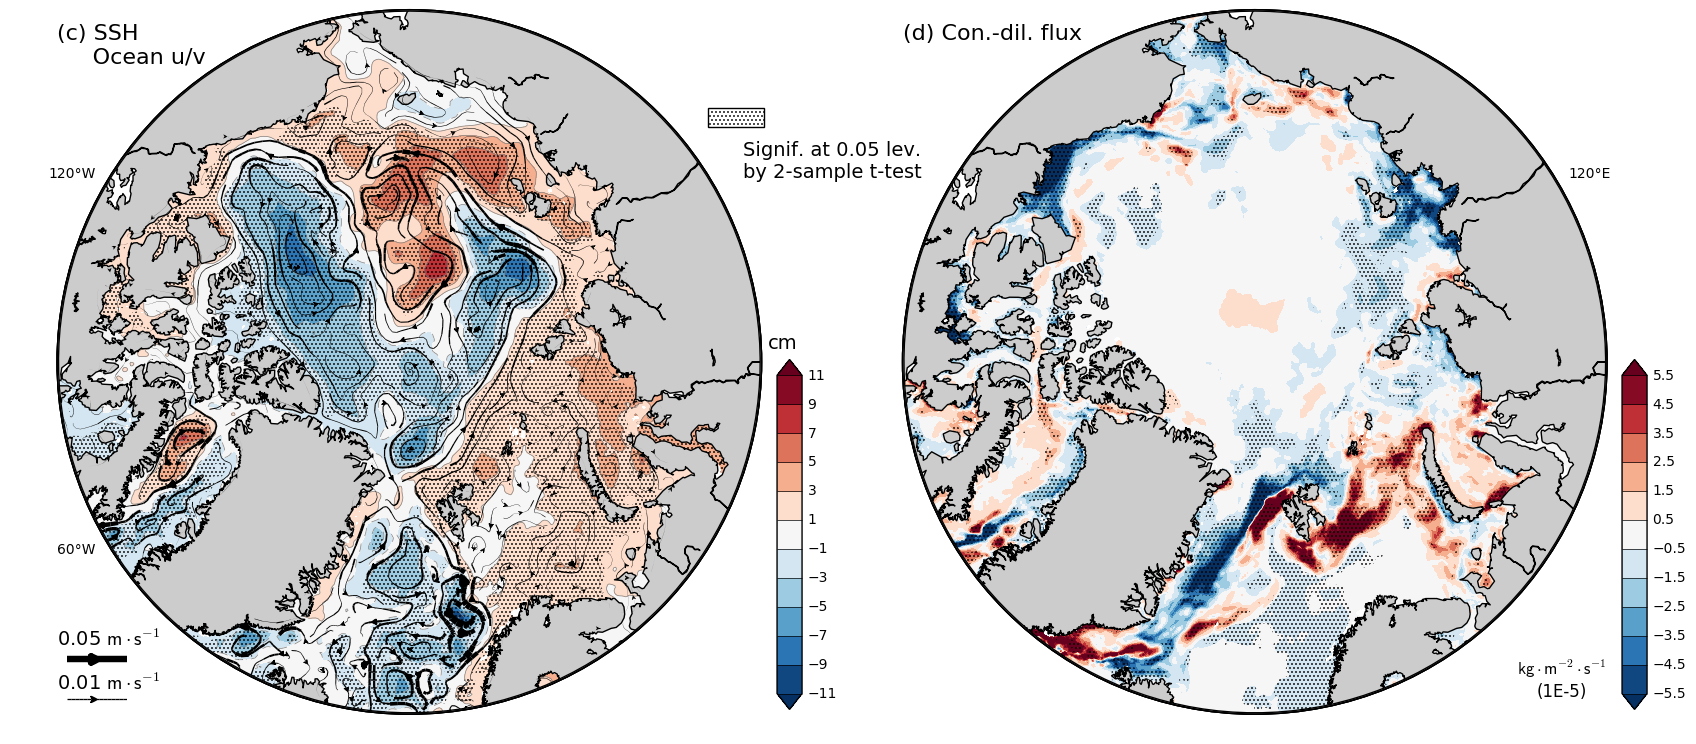 (c) SSH
Ocean u/v
120°W
60°W
0.05 m · s⁻¹
0.01 m · s⁻¹
Signif. at 0.05 lev.
by 2-sample t-test
cm
11
9
7
5
3
1
−1
−3
−5
−7
−9
−11
(d) Con.-dil. flux
120°E
kg · m⁻² · s⁻¹
(1E-5)
5.5
4.5
3.5
2.5
1.5
0.5
−0.5
−1.5
−2.5
−3.5
−4.5
−5.5